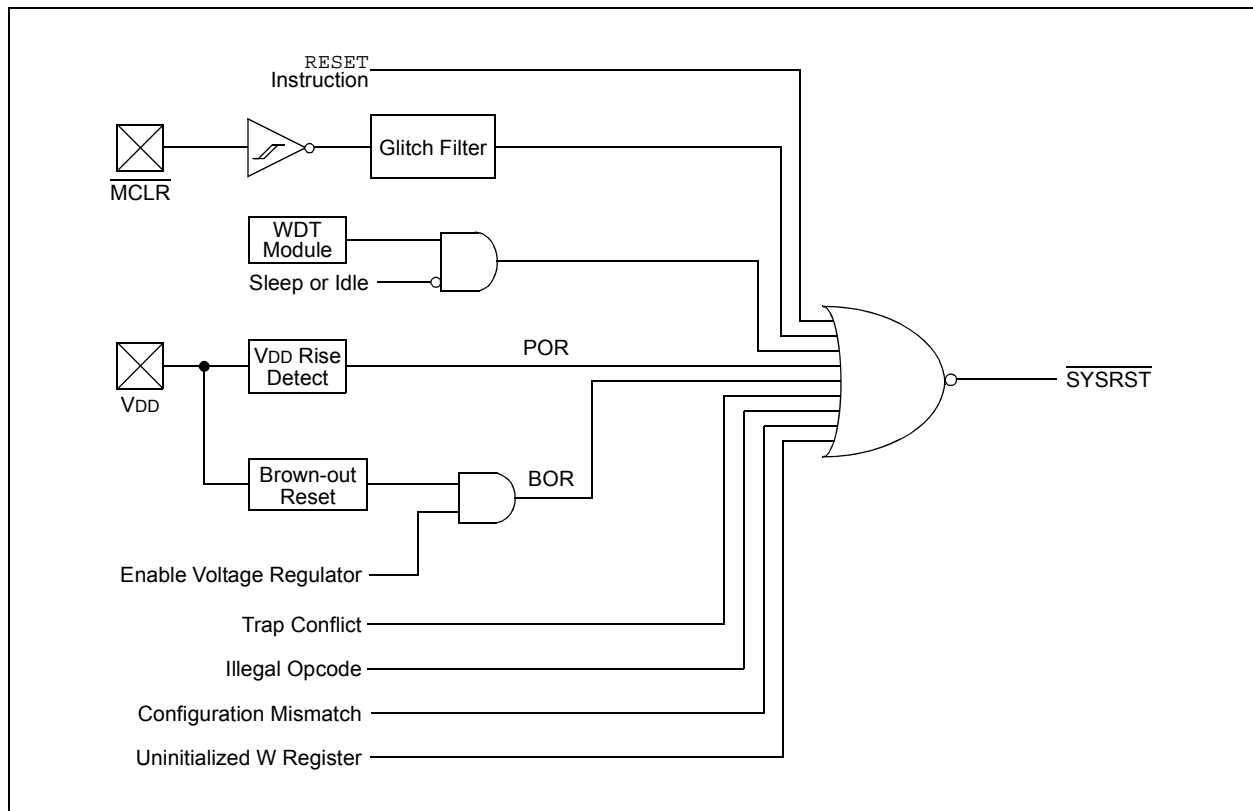 RESET
Instruction
Glitch Filter
MCLR
WDT
Module
Sleep or Idle
VDD Rise
Detect
POR
VDD
SYSRST
Brown-out
Reset
BOR
Enable Voltage Regulator
Trap Conflict
Illegal Opcode
Configuration Mismatch
Uninitialized W Register